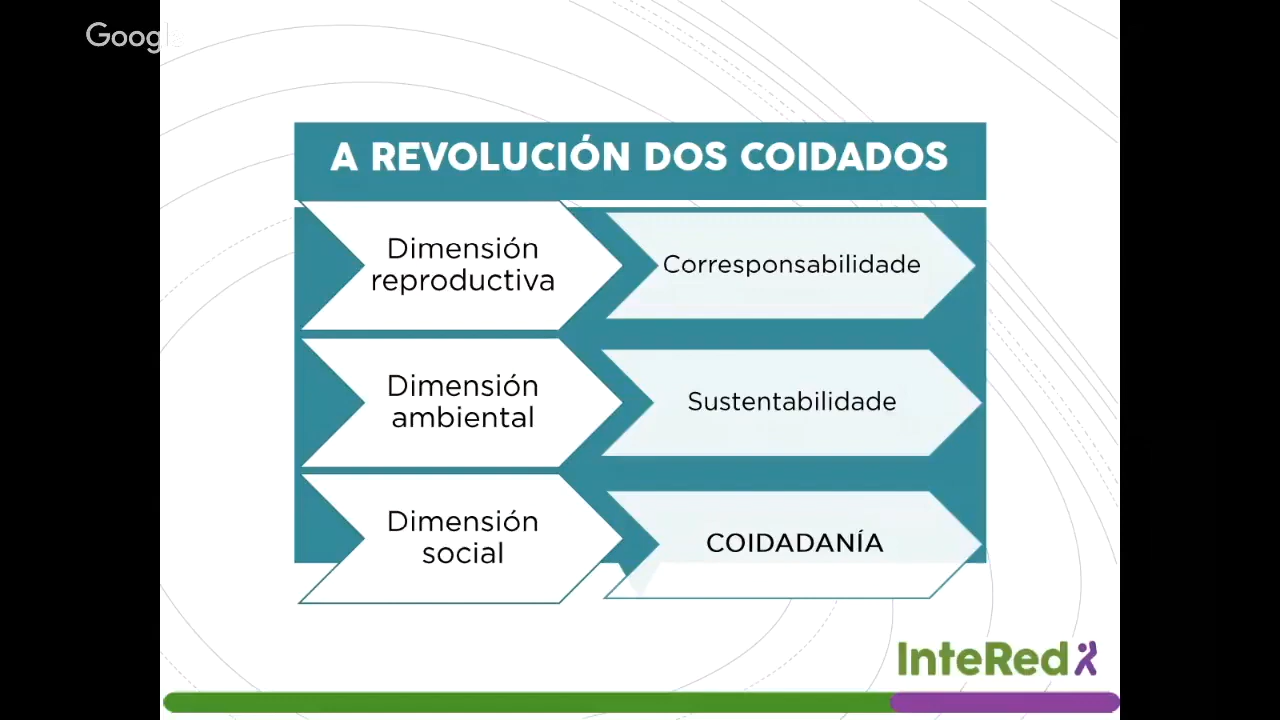 Google
A REVOLUCIÓN DOS COIDADOS
Dimensión
reproductiva
Corresponsabilidade
Dimensión
ambiental
Sustentabilidade
Dimensión
social
COIDADANÍA
InteRed